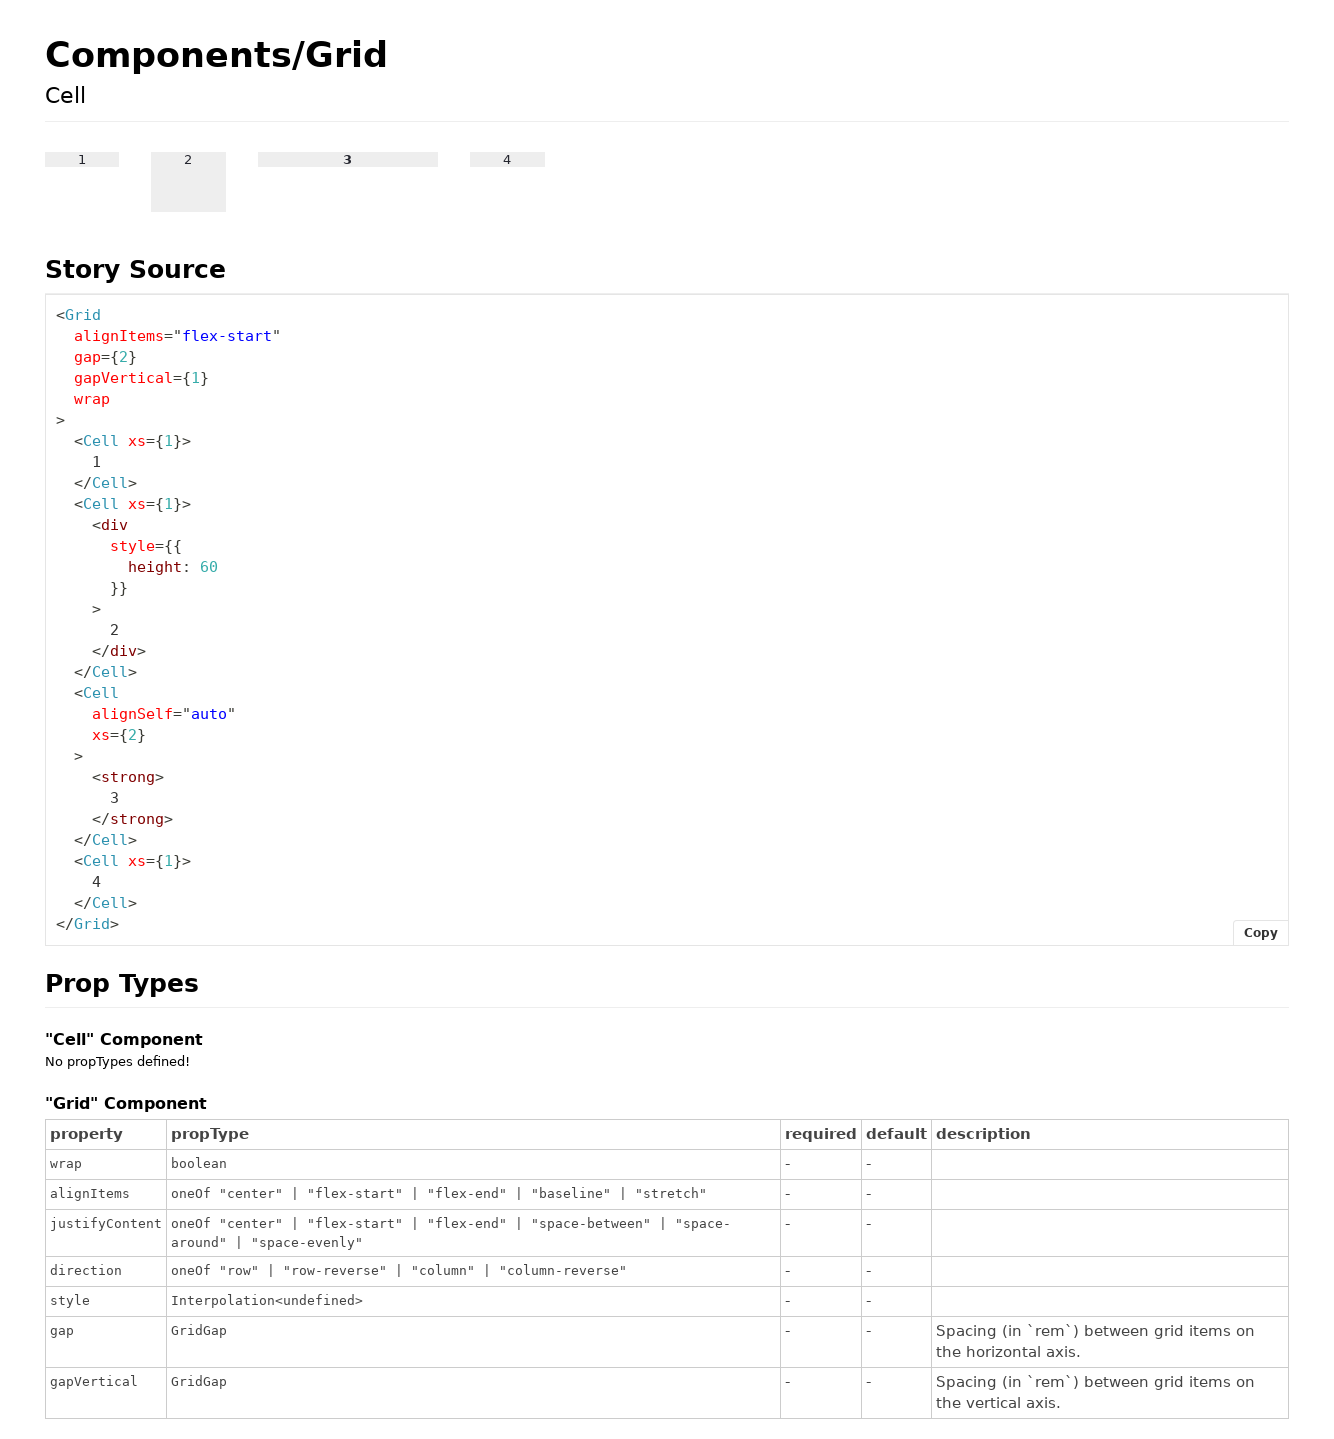 Components/Grid
Cell
1 2 3 4
Story Source
<Grid
  alignItems="flex-start"
  gap={2}
  gapVertical={1}
  wrap
>
  <Cell xs={1}>
    1
  </Cell>
  <Cell xs={1}>
    <div
      style={{
        height: 60
      }}
    >
      2
    </div>
  </Cell>
  <Cell
    alignSelf="auto"
    xs={2}
  >
    <strong>
      3
    </strong>
  </Cell>
  <Cell xs={1}>
    4
  </Cell>
</Grid>
Copy
Prop Types
"Cell" Component
No propTypes defined!
"Grid" Component
property propType required default description
wrap boolean - -
alignItems oneOf "center" | "flex-start" | "flex-end" | "baseline" | "stretch" - -
justifyContent oneOf "center" | "flex-start" | "flex-end" | "space-between" | "space- - -
around" | "space-evenly"
direction oneOf "row" | "row-reverse" | "column" | "column-reverse" - -
style Interpolation<undefined> - -
gap GridGap - - Spacing (in `rem`) between grid items on
the horizontal axis.
gapVertical GridGap - - Spacing (in `rem`) between grid items on
the vertical axis.